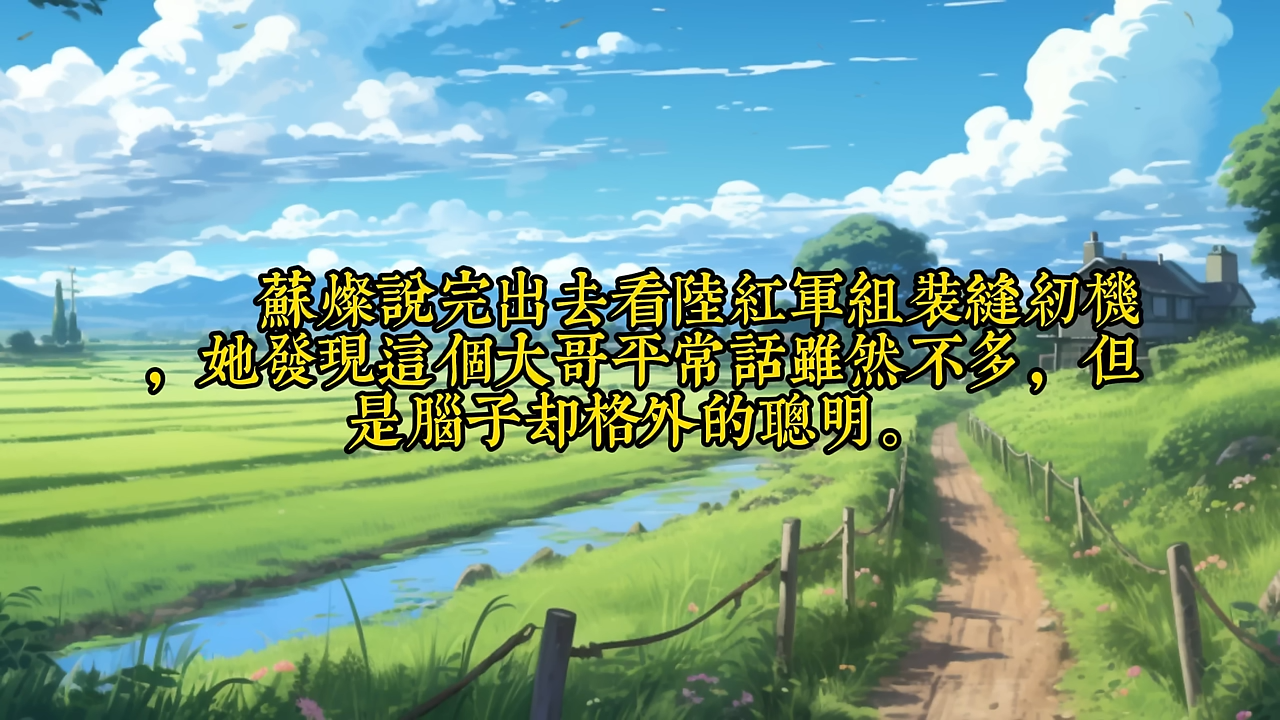 蘇燦說完出去看陸紅軍組裝縫紉機
，她發現這個大哥平常話雖然不多，但
是腦子却格外的聰明。